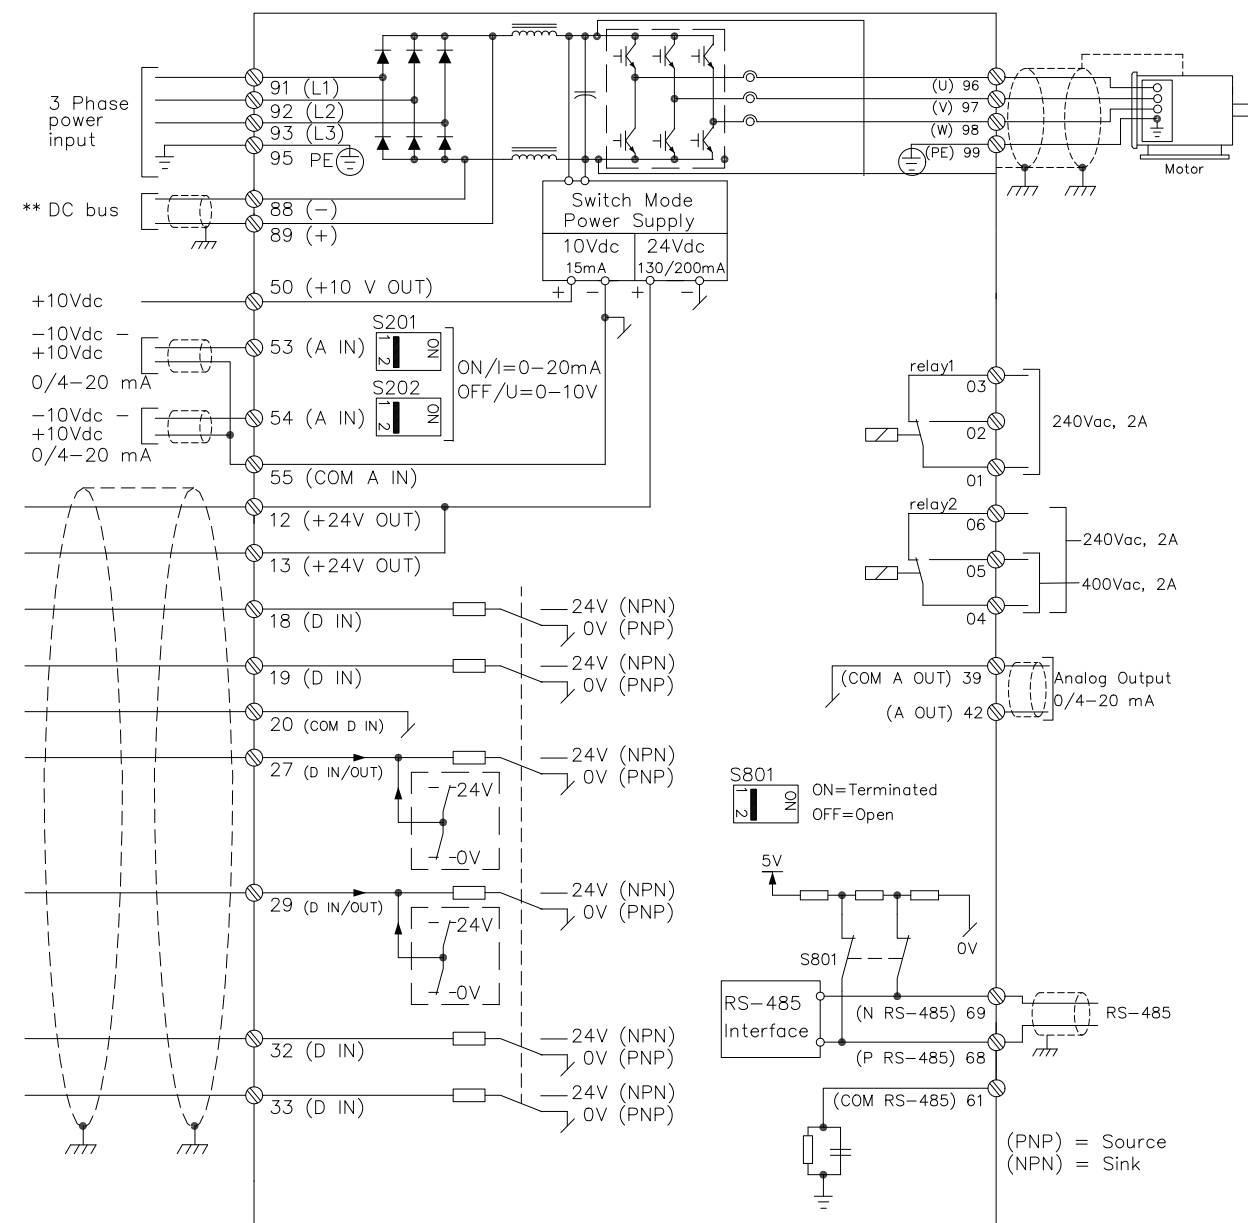 3 Phase
power
input
91 (L1)
92 (L2)
93 (L3)
95 PE
** DC bus
88 (−)
89 (+)
Switch Mode
Power Supply
10Vdc
15mA
24Vdc
130/200mA
+ − + −
(U) 96
(V) 97
(W) 98
(PE) 99
Motor
+10Vdc
50 (+10 V OUT)
−10Vdc −
+10Vdc
0/4−20 mA
53 (A IN)
S201
1 2 ON
−10Vdc −
+10Vdc
0/4−20 mA
54 (A IN)
S202
1 2 ON
ON/I=0−20mA
OFF/U=0−10V
55 (COM A IN)
12 (+24V OUT)
13 (+24V OUT)
18 (D IN)
24V (NPN)
0V (PNP)
19 (D IN)
24V (NPN)
0V (PNP)
20 (COM D IN)
27 (D IN/OUT)
24V (NPN)
0V (PNP)
24V
0V
29 (D IN/OUT)
24V (NPN)
0V (PNP)
24V
0V
32 (D IN)
24V (NPN)
0V (PNP)
33 (D IN)
24V (NPN)
0V (PNP)
relay1
03
02
01
240Vac, 2A
relay2
06
05
04
240Vac, 2A
400Vac, 2A
(COM A OUT) 39
(A OUT) 42
Analog Output
0/4−20 mA
S801
1 2 ON
ON=Terminated
OFF=Open
5V
0V
S801
RS−485
Interface
(N RS−485) 69
(P RS−485) 68
RS−485
(COM RS−485) 61
(PNP) = Source
(NPN) = Sink